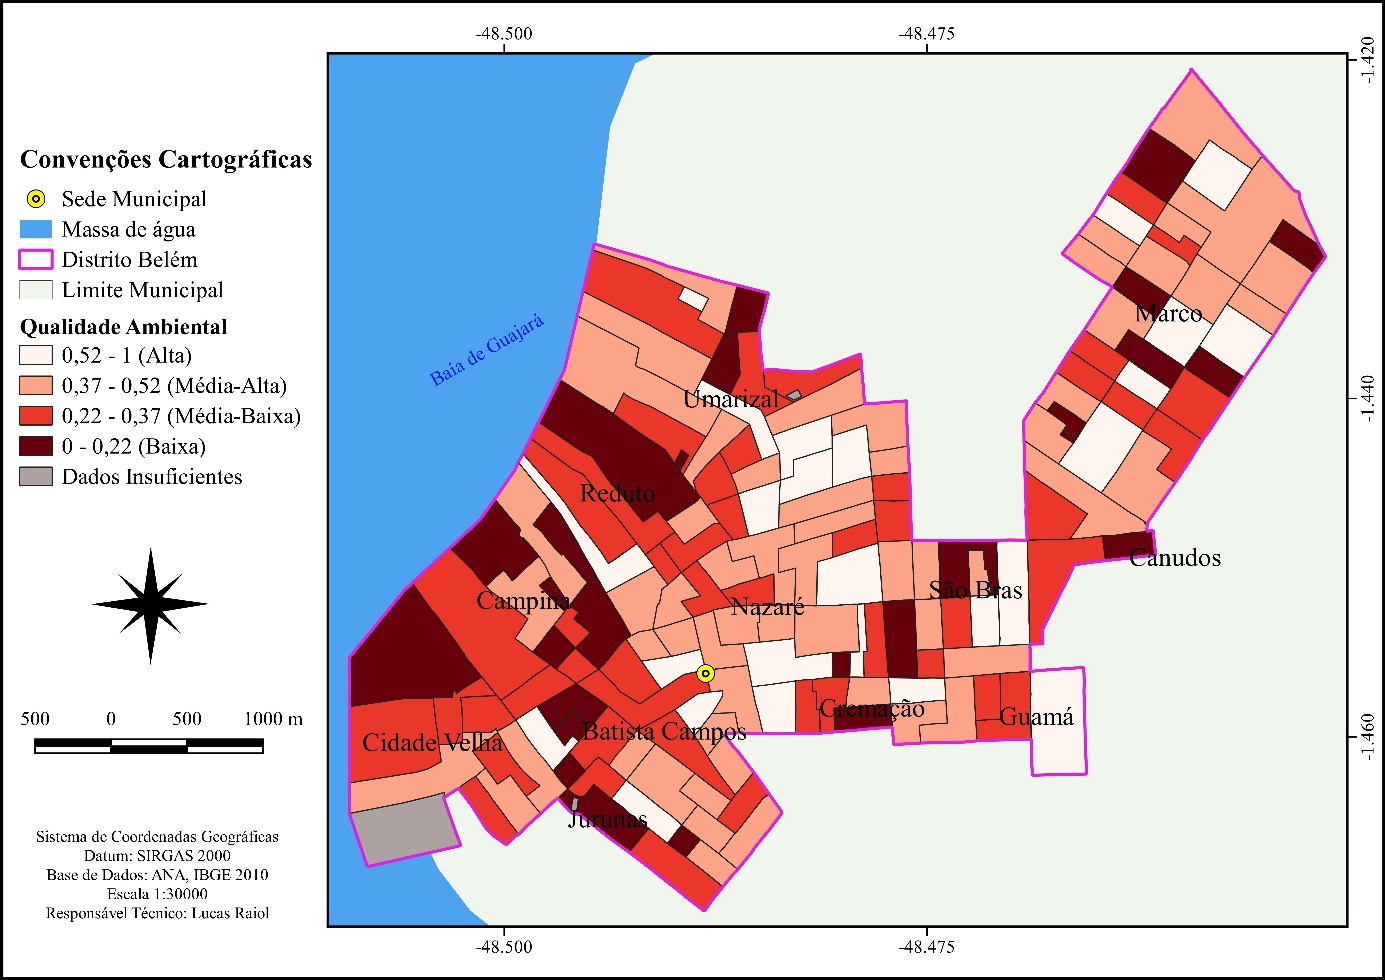 -48.500
-48.475
-1.420
Convenções Cartográficas
Sede Municipal
Massa de água
Distrito Belém
Limite Municipal
Qualidade Ambiental
0,52 - 1 (Alta)
0,37 - 0,52 (Média-Alta)
0,22 - 0,37 (Média-Baixa)
0 - 0,22 (Baixa)
Dados Insuficientes
500 0 500 1000 m
Sistema de Coordenadas Geográficas
Datum: SIRGAS 2000
Base de Dados: ANA, IBGE 2010
Escala 1:30000
Responsável Técnico: Lucas Raiol
Baia de Guajará
Marco
Umarizal
-1.440
Reduto
Canudos
São Bras
Campina
Nazaré
Cremação
Guamá
Batista Campos
Cidade Velha
-1.460
Jurunas
-48.500
-48.475